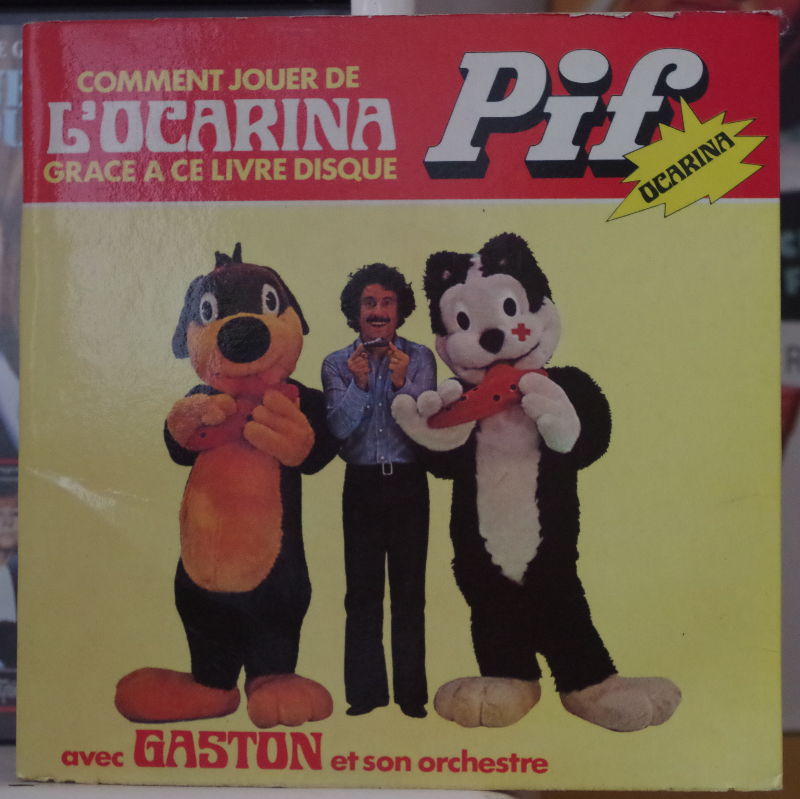 COMMENT JOUER DE
L'OCARINA
GRACE A CE LIVRE DISQUE
Pif
OCARINA
avec GASTON et son orchestre